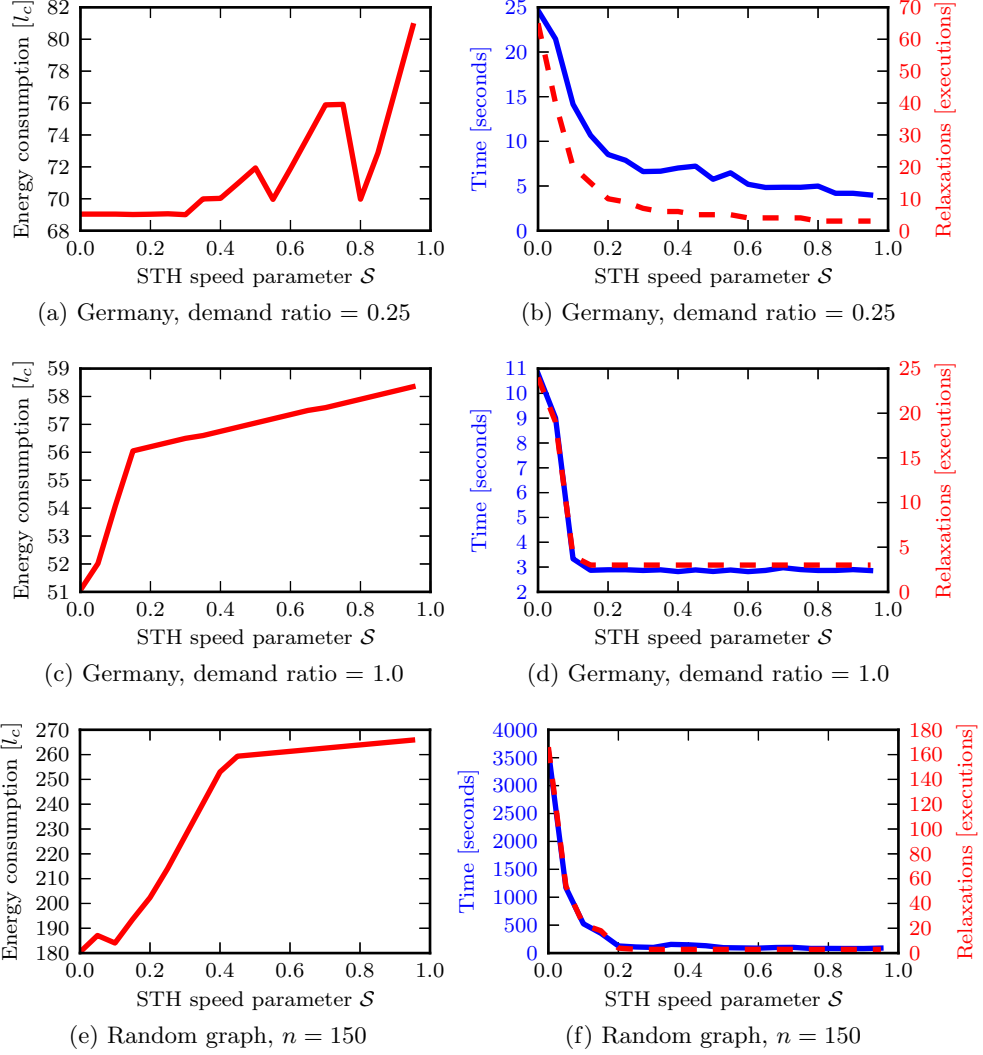 82
80
78
76
74
72
70
68
Energy consumption [l_c]
0.0 0.2 0.4 0.6 0.8 1.0
STH speed parameter S
(a) Germany, demand ratio = 0.25
25
20
15
10
5
0
Time [seconds]
70
60
50
40
30
20
10
0
Relaxations [executions]
0.0 0.2 0.4 0.6 0.8 1.0
STH speed parameter S
(b) Germany, demand ratio = 0.25
59
58
57
56
55
54
53
52
51
Energy consumption [l_c]
0.0 0.2 0.4 0.6 0.8 1.0
STH speed parameter S
(c) Germany, demand ratio = 1.0
11
10
9
8
7
6
5
4
3
2
Time [seconds]
25
20
15
10
5
0
Relaxations [executions]
0.0 0.2 0.4 0.6 0.8 1.0
STH speed parameter S
(d) Germany, demand ratio = 1.0
270
260
250
240
230
220
210
200
190
180
Energy consumption [l_c]
0.0 0.2 0.4 0.6 0.8 1.0
STH speed parameter S
(e) Random graph, n = 150
4000
3500
3000
2500
2000
1500
1000
500
0
Time [seconds]
180
160
140
120
100
80
60
40
20
0
Relaxations [executions]
0.0 0.2 0.4 0.6 0.8 1.0
STH speed parameter S
(f) Random graph, n = 150